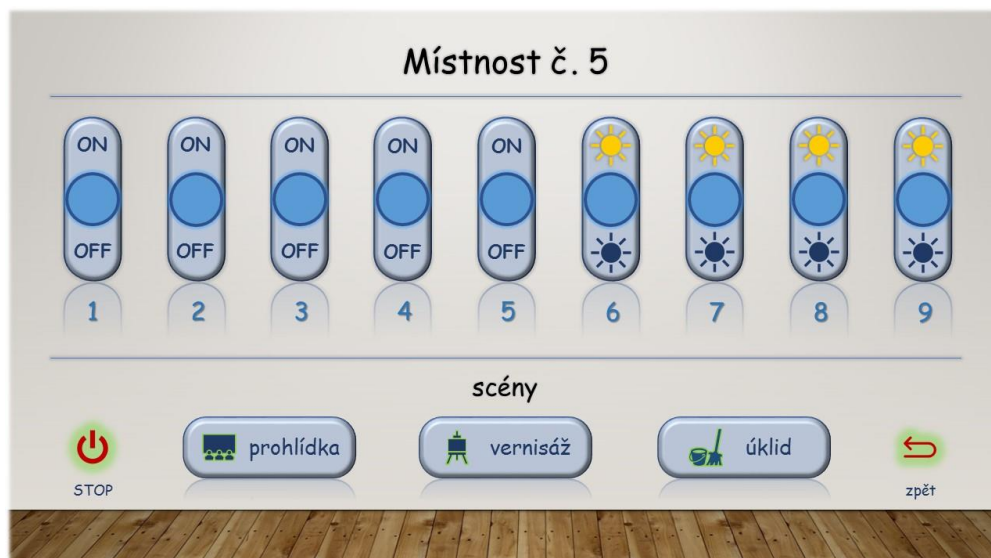 Místnost č. 5
ON ON ON ON ON
OFF OFF OFF OFF OFF
1 2 3 4 5 6 7 8 9
scény
prohlídka vernisáž úklid
STOP zpět